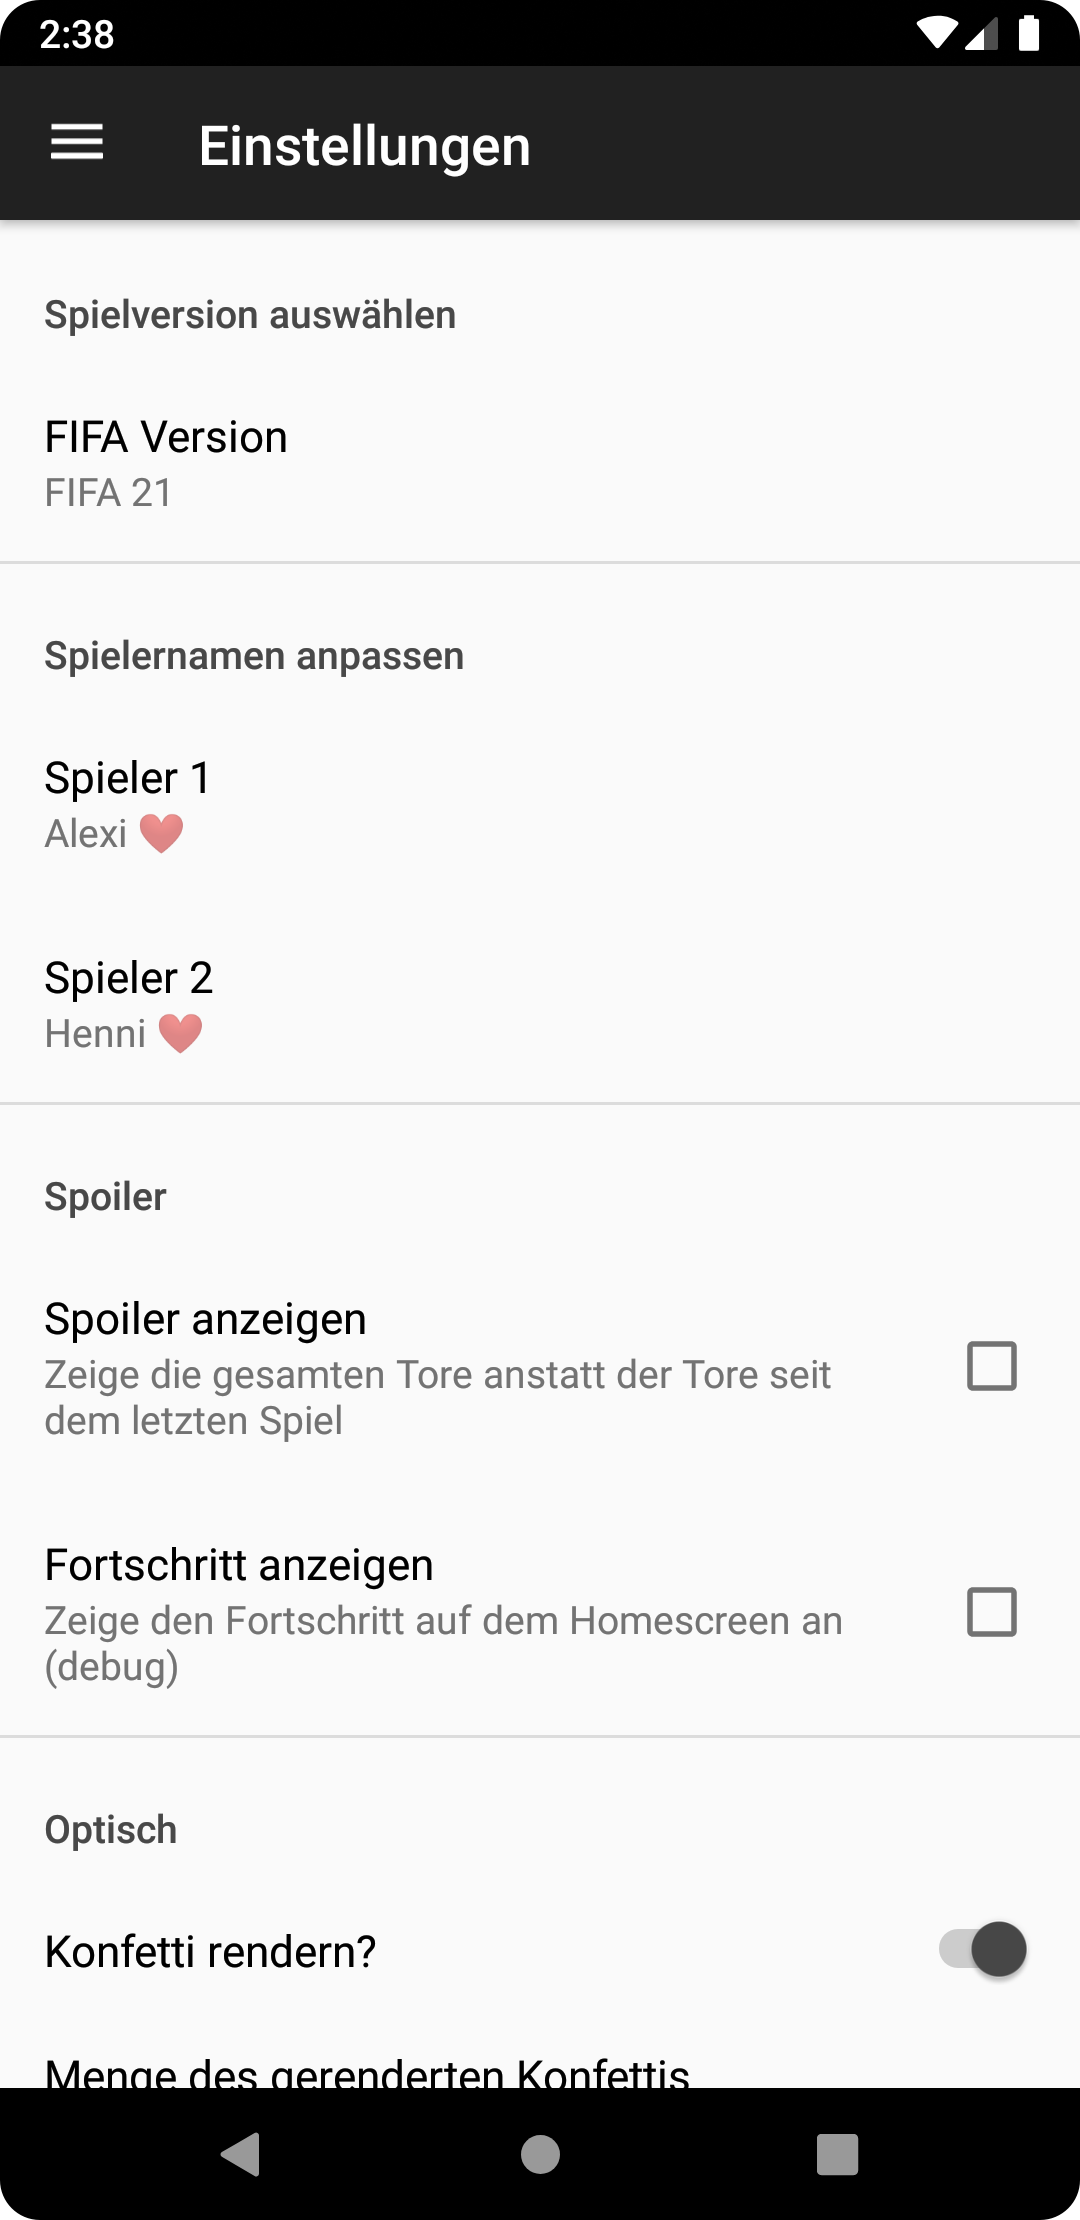 2:38
Einstellungen
Spielversion auswählen
FIFA Version
FIFA 21
Spielernamen anpassen
Spieler 1
Alexi ❤️
Spieler 2
Henni ❤️
Spoiler
Spoiler anzeigen
Zeige die gesamten Tore anstatt der Tore seit
dem letzten Spiel
Fortschritt anzeigen
Zeige den Fortschritt auf dem Homescreen an
(debug)
Optisch
Konfetti rendern?
Menge des gerenderten Konfettis